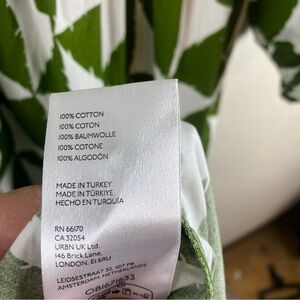 100% COTTON
100% COTON
100% BAUMWOLLE
100% COTONE
100% ALGODÓN
MADE IN TURKEY
MADE IN TÜRKIYE
HECHO EN TURQUÍA
RN 66170
CA 32054
URBN UK Ltd.
146 Brick Lane,
LONDON. E1 6RU
LEIDSESTRAAT 32, 1017 PB
AMSTERDAM, NETHERLANDS